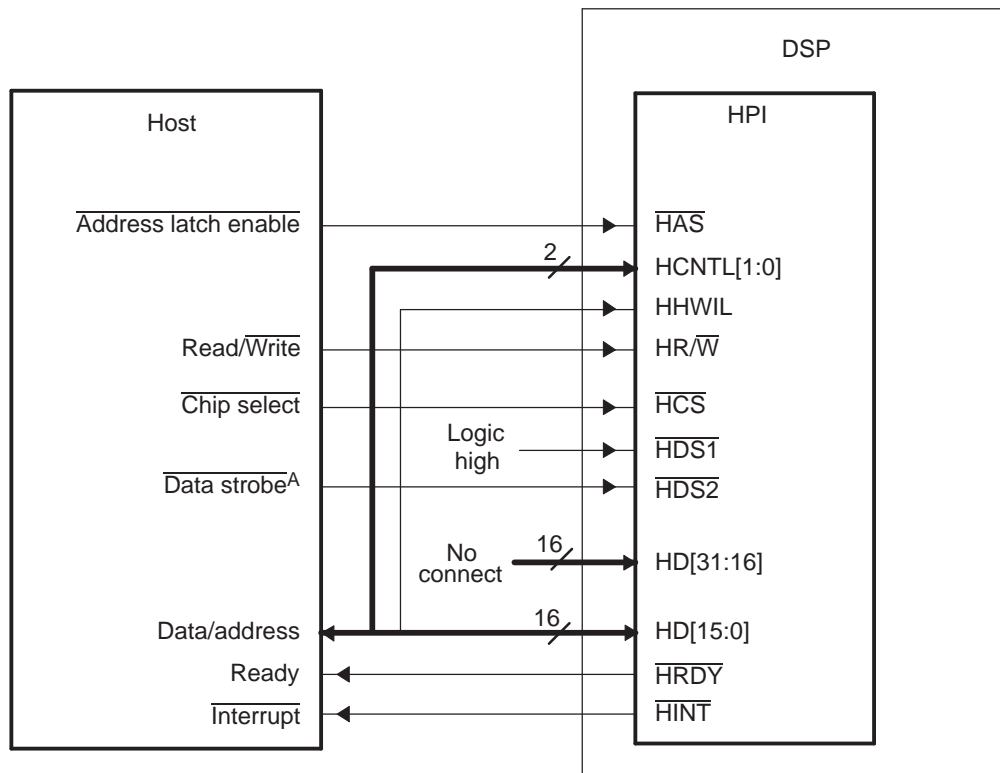 DSP
Host
HPI
Address latch enable
HAS
2
HCNTL[1:0]
HHWIL
Read/Write
HR/W
Chip select
HCS
Logic
high
HDS1
Data strobeA
HDS2
No
connect
16
HD[31:16]
Data/address
16
HD[15:0]
Ready
HRDY
Interrupt
HINT